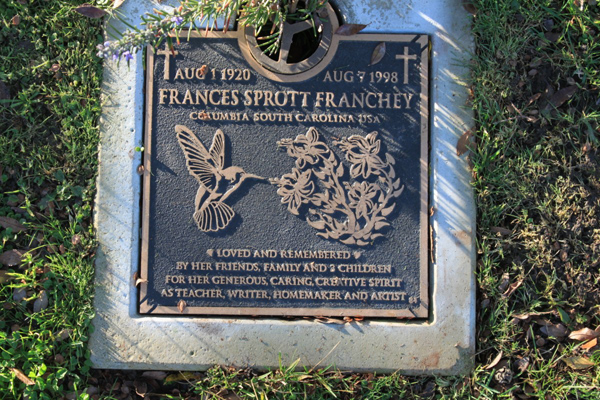 AUG 1 1920 AUG 7 1998
FRANCES SPROTT FRANCHEY
COLUMBIA SOUTH CAROLINA USA
LOVED AND REMEMBERED
BY HER FRIENDS, FAMILY AND 2 CHILDREN
FOR HER GENEROUS, CARING, CREATIVE SPIRIT
AS TEACHER, WRITER, HOMEMAKER AND ARTIST